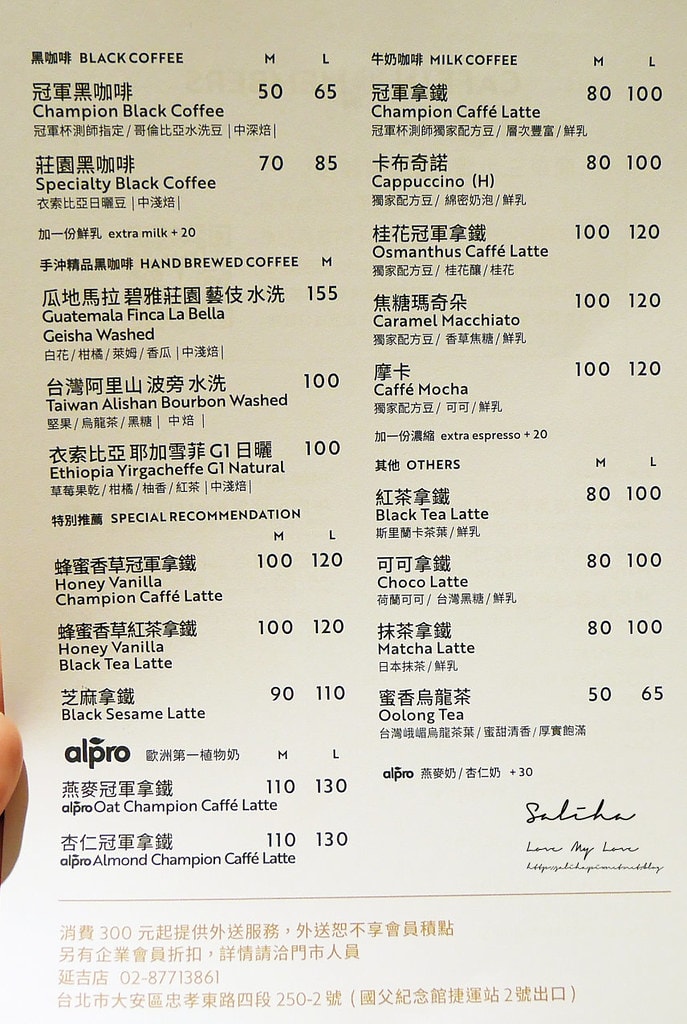 黑咖啡 BLACK COFFEE M L
冠軍黑咖啡 50 65
Champion Black Coffee
冠軍杯測師指定/哥倫比亞水洗豆 |中深焙|
莊園黑咖啡 70 85
Specialty Black Coffee
衣索比亞日曬豆 |中淺焙|
加一份鮮乳 extra milk + 20
手沖精品黑咖啡 HAND BREWED COFFEE M
瓜地馬拉 碧雅莊園 藝伎 水洗 155
Guatemala Finca La Bella
Geisha Washed
白花/柑橘/萊姆/香瓜 |中淺焙|
台灣阿里山 波旁 水洗 100
Taiwan Alishan Bourbon Washed
堅果/烏龍茶/黑糖 | 中焙 |
衣索比亞 耶加雪菲 G1 日曬 100
Ethiopia Yirgacheffe G1 Natural
草莓果乾/柑橘/柚香/紅茶 |中淺焙|
特別推薦 SPECIAL RECOMMENDATION
M L
蜂蜜香草冠軍拿鐵 100 120
Honey Vanilla
Champion Caffé Latte
蜂蜜香草紅茶拿鐵 100 120
Honey Vanilla
Black Tea Latte
芝麻拿鐵 90 110
Black Sesame Latte
alpro 歐洲第一植物奶 M L
燕麥冠軍拿鐵 110 130
alpro Oat Champion Caffé Latte
杏仁冠軍拿鐵 110 130
alpro Almond Champion Caffé Latte
牛奶咖啡 MILK COFFEE M L
冠軍拿鐵 80 100
Champion Caffé Latte
冠軍杯測師獨家配方豆/ 層次豐富/鮮乳
卡布奇諾 80 100
Cappuccino (H)
獨家配方豆/ 綿密奶泡/鮮乳
桂花冠軍拿鐵 100 120
Osmanthus Caffé Latte
獨家配方豆/ 桂花釀/桂花
焦糖瑪奇朵 100 120
Caramel Macchiato
獨家配方豆/ 香草焦糖/鮮乳
摩卡 100 120
Caffé Mocha
獨家配方豆/ 可可/鮮乳
加一份濃縮 extra espresso + 20
其他 OTHERS M L
紅茶拿鐵 80 100
Black Tea Latte
斯里蘭卡茶葉/鮮乳
可可拿鐵 80 100
Choco Latte
荷蘭可可/ 台灣黑糖/鮮乳
抹茶拿鐵 80 100
Matcha Latte
日本抹茶/鮮乳
蜜香烏龍茶 50 65
Oolong Tea
台灣峨嵋烏龍茶葉/蜜甜清香/厚實飽滿
alpro 燕麥奶/杏仁奶 +30
Saliha
Love My Love
消費 300 元起提供外送服務，外送恕不享會員積點
另有企業會員折扣，詳情請洽門市人員
延吉店 02-87713861
台北市大安區忠孝東路四段 250-2 號 ( 國父紀念館捷運站 2 號出口 )